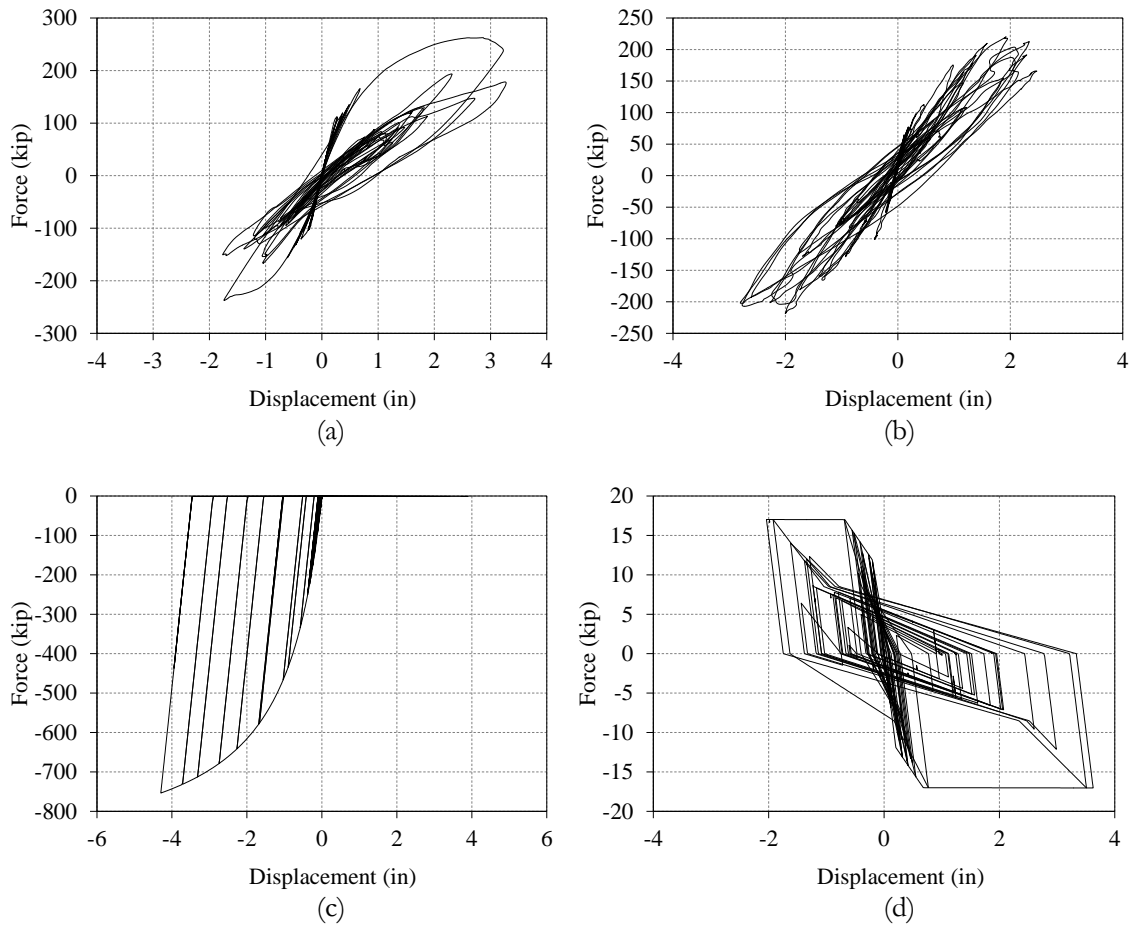 300
200
100
0
-100
-200
-300
Force (kip)
-4 -3 -2 -1 0 1 2 3 4
Displacement (in)
(a)
250
200
150
100
50
0
-50
-100
-150
-200
-250
Force (kip)
-4 -2 0 2 4
Displacement (in)
(b)
0
-100
-200
-300
-400
-500
-600
-700
-800
Force (kip)
-6 -4 -2 0 2 4 6
Displacement (in)
(c)
20
15
10
5
0
-5
-10
-15
-20
Force (kip)
-4 -2 0 2 4
Displacement (in)
(d)